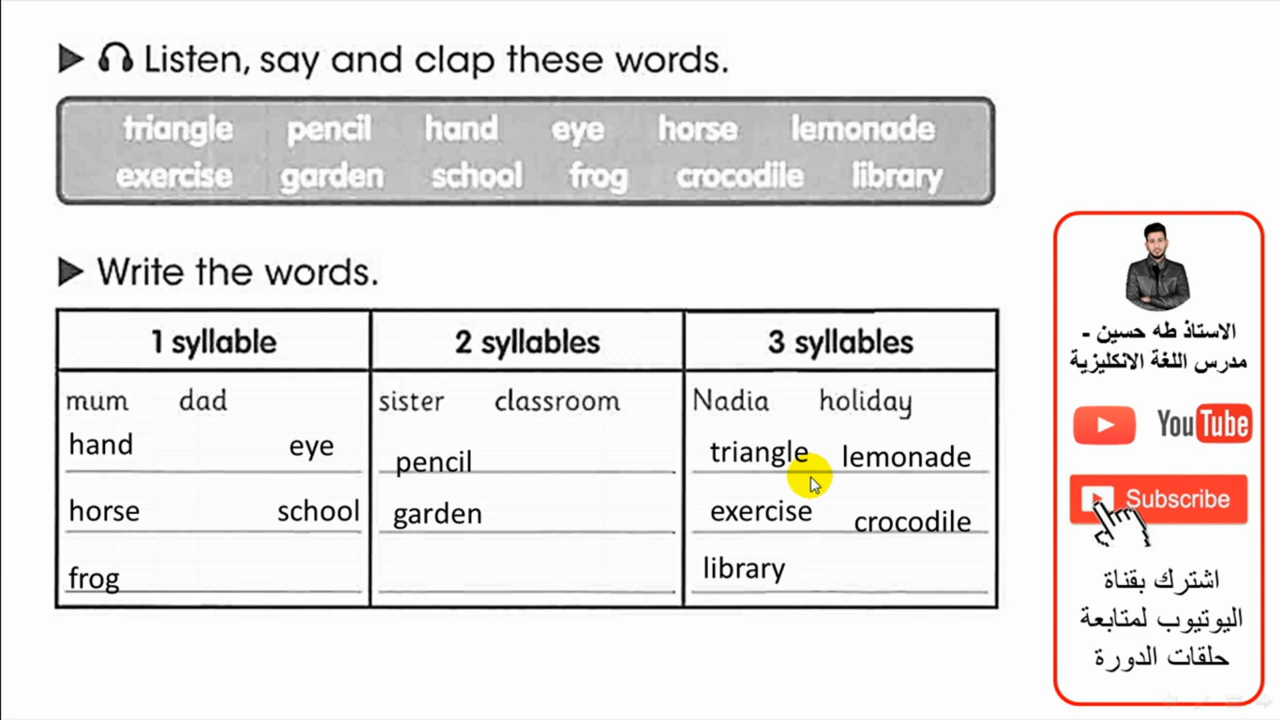 Listen, say and clap these words.
triangle pencil hand eye horse lemonade
exercise garden school frog crocodile library
Write the words.
1 syllable 2 syllables 3 syllables
mum dad sister classroom Nadia holiday
hand eye pencil triangle lemonade
horse school garden exercise crocodile
frog library
الاستاذ طه حسين -
مدرس اللغة الانكليزية
YouTube
Subscribe
اشترك بقناة
اليوتيوب لمتابعة
حلقات الدورة